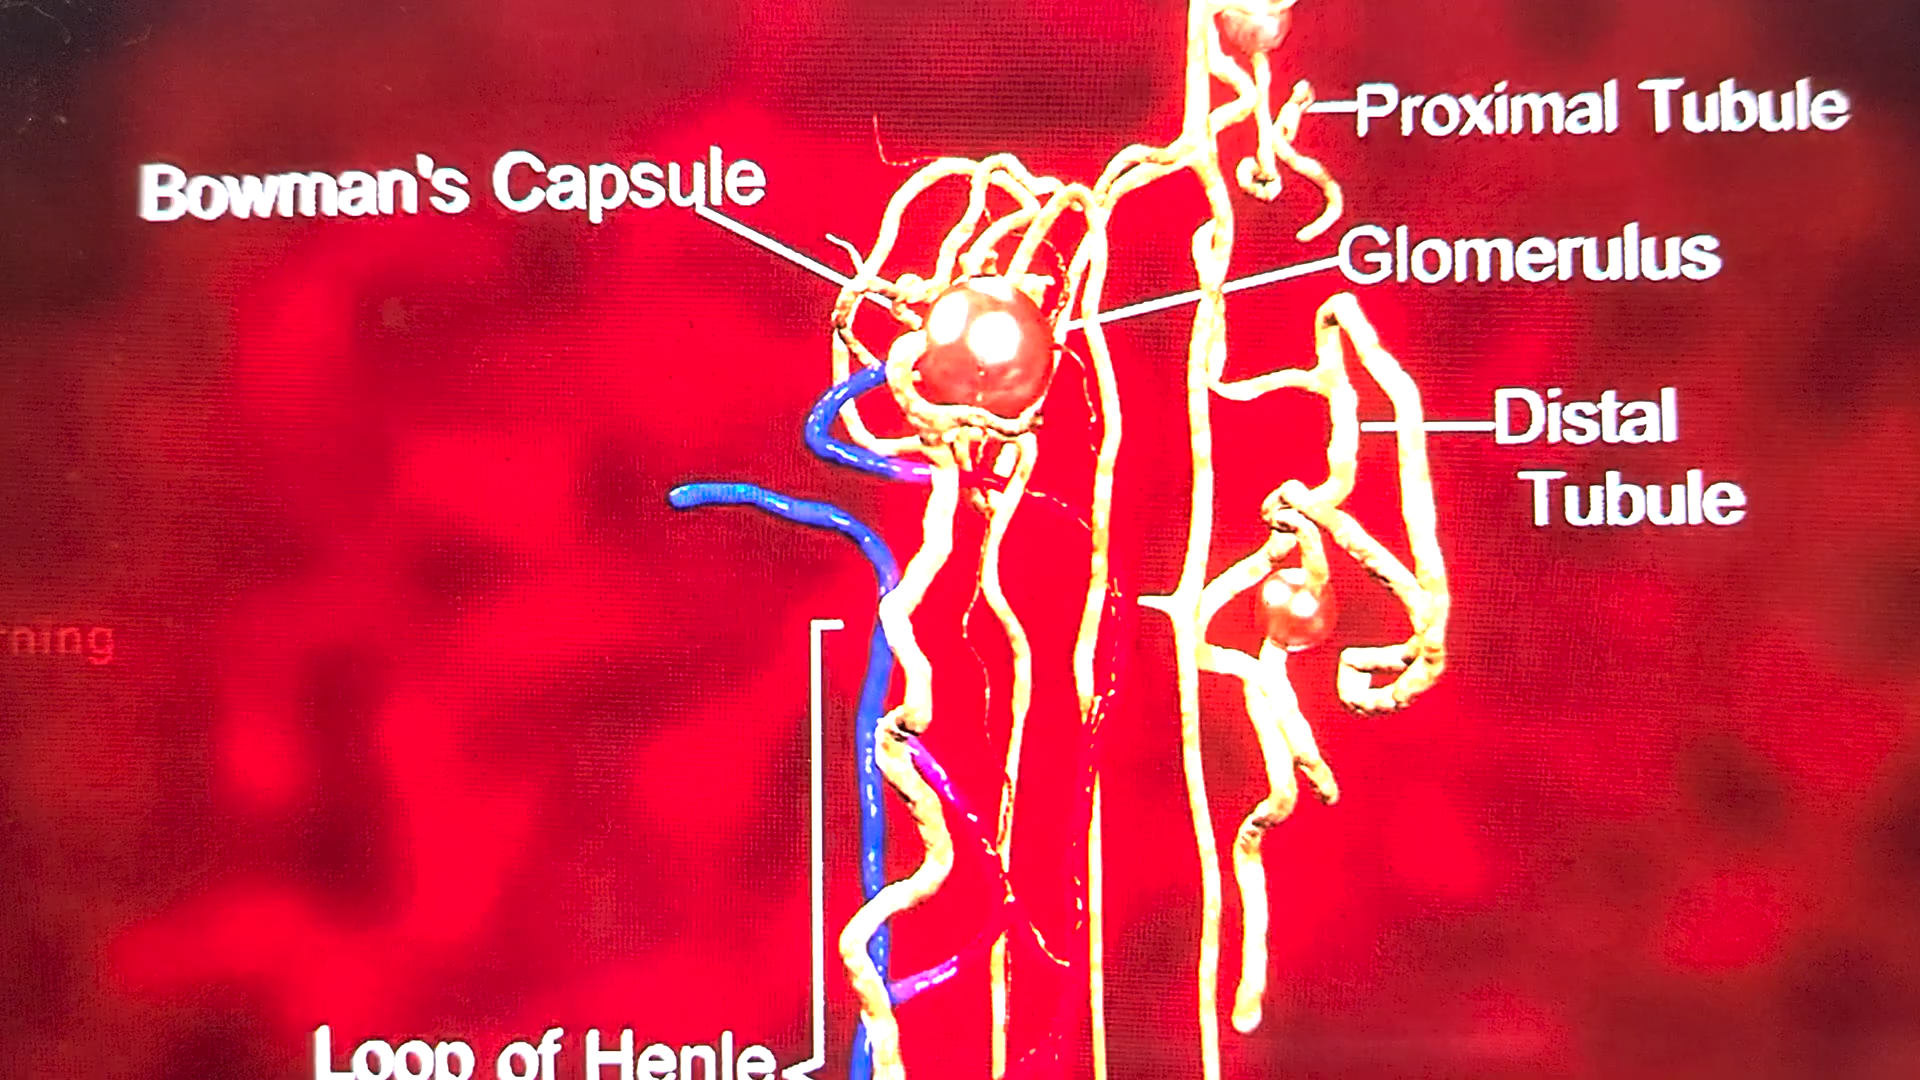 Proximal Tubule
Bowman's Capsule
Glomerulus
Distal
Tubule
Loop of Henle